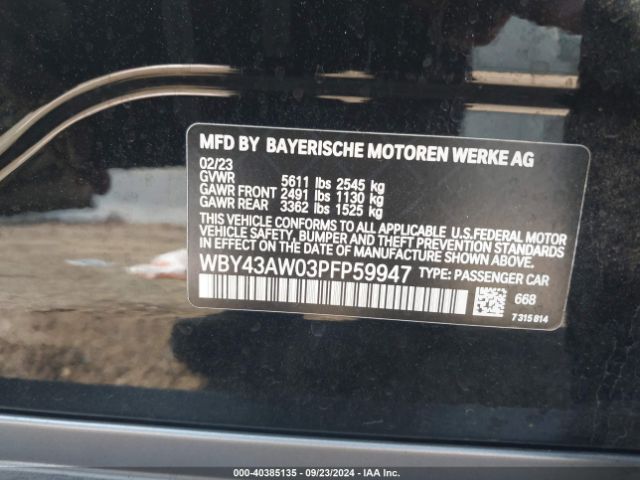 MFD BY BAYERISCHE MOTOREN WERKE AG
02/23
GVWR 5611 lbs 2545 kg
GAWR FRONT 2491 lbs 1130 kg
GAWR REAR 3362 lbs 1525 kg
THIS VEHICLE CONFORMS TO ALL APPLICABLE U.S.FEDERAL MOTOR
VEHICLE SAFETY, BUMPER AND THEFT PREVENTION STANDARDS
IN EFFECT ON THE DATE OF MANUFACTURE SHOWN ABOVE.
WBY43AW03PFP59947 TYPE: PASSENGER CAR
668
7 315 814
000-40385135 - 09/23/2024 - IAA Inc.